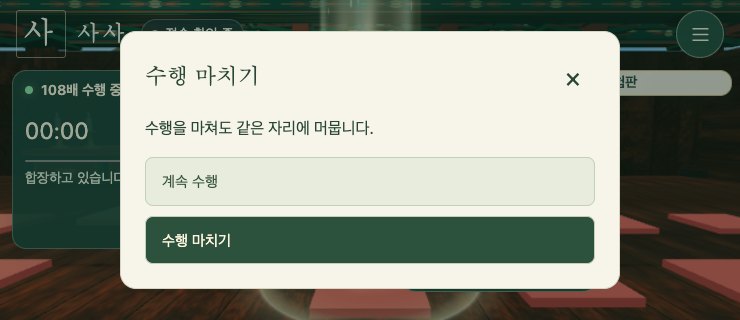 사 사사
수행 마치기
108배 수행 중
00:00
수행을 마쳐도 같은 자리에 머뭅니다.
합장하고 있습니다
계속 수행
수행 마치기